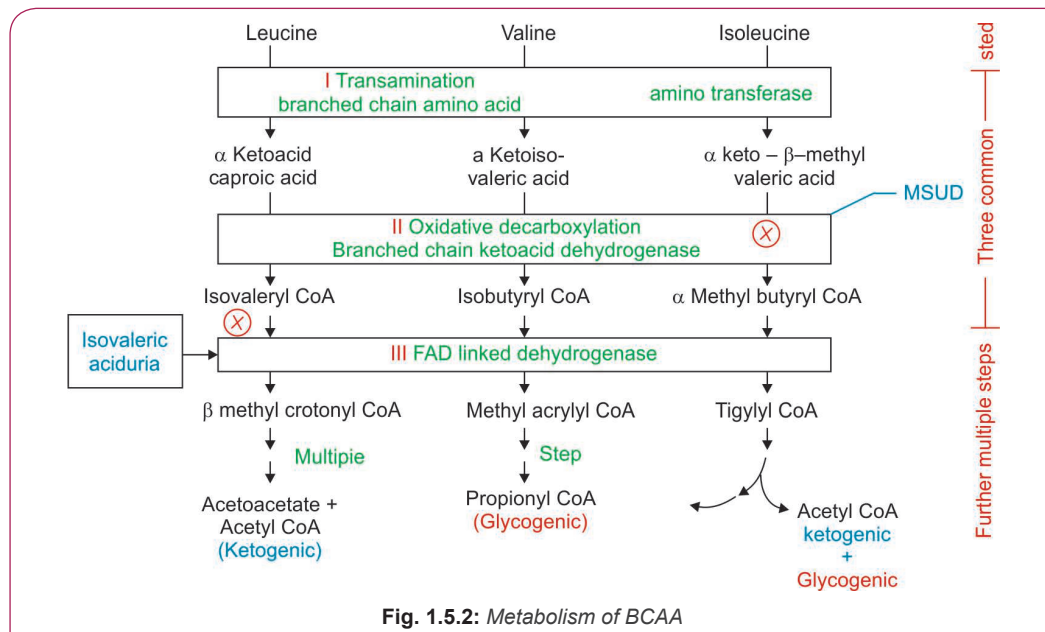 Leucine Valine Isoleucine
I Transamination
branched chain amino acid amino transferase
α Ketoacid
caproic acid
a Ketoiso-
valeric acid
α keto – β–methyl
valeric acid
MSUD
II Oxidative decarboxylation
Branched chain ketoacid dehydrogenase
X
Isovaleryl CoA Isobutyryl CoA α Methyl butyryl CoA
X
Isovaleric
aciduria
III FAD linked dehydrogenase
β methyl crotonyl CoA Methyl acrylyl CoA Tigylyl CoA
Multipie Step
Acetoacetate +
Acetyl CoA
(Ketogenic)
Propionyl CoA
(Glycogenic)
Acetyl CoA
ketogenic
+
Glycogenic
sted
Three common
Further multiple steps
Fig. 1.5.2: Metabolism of BCAA